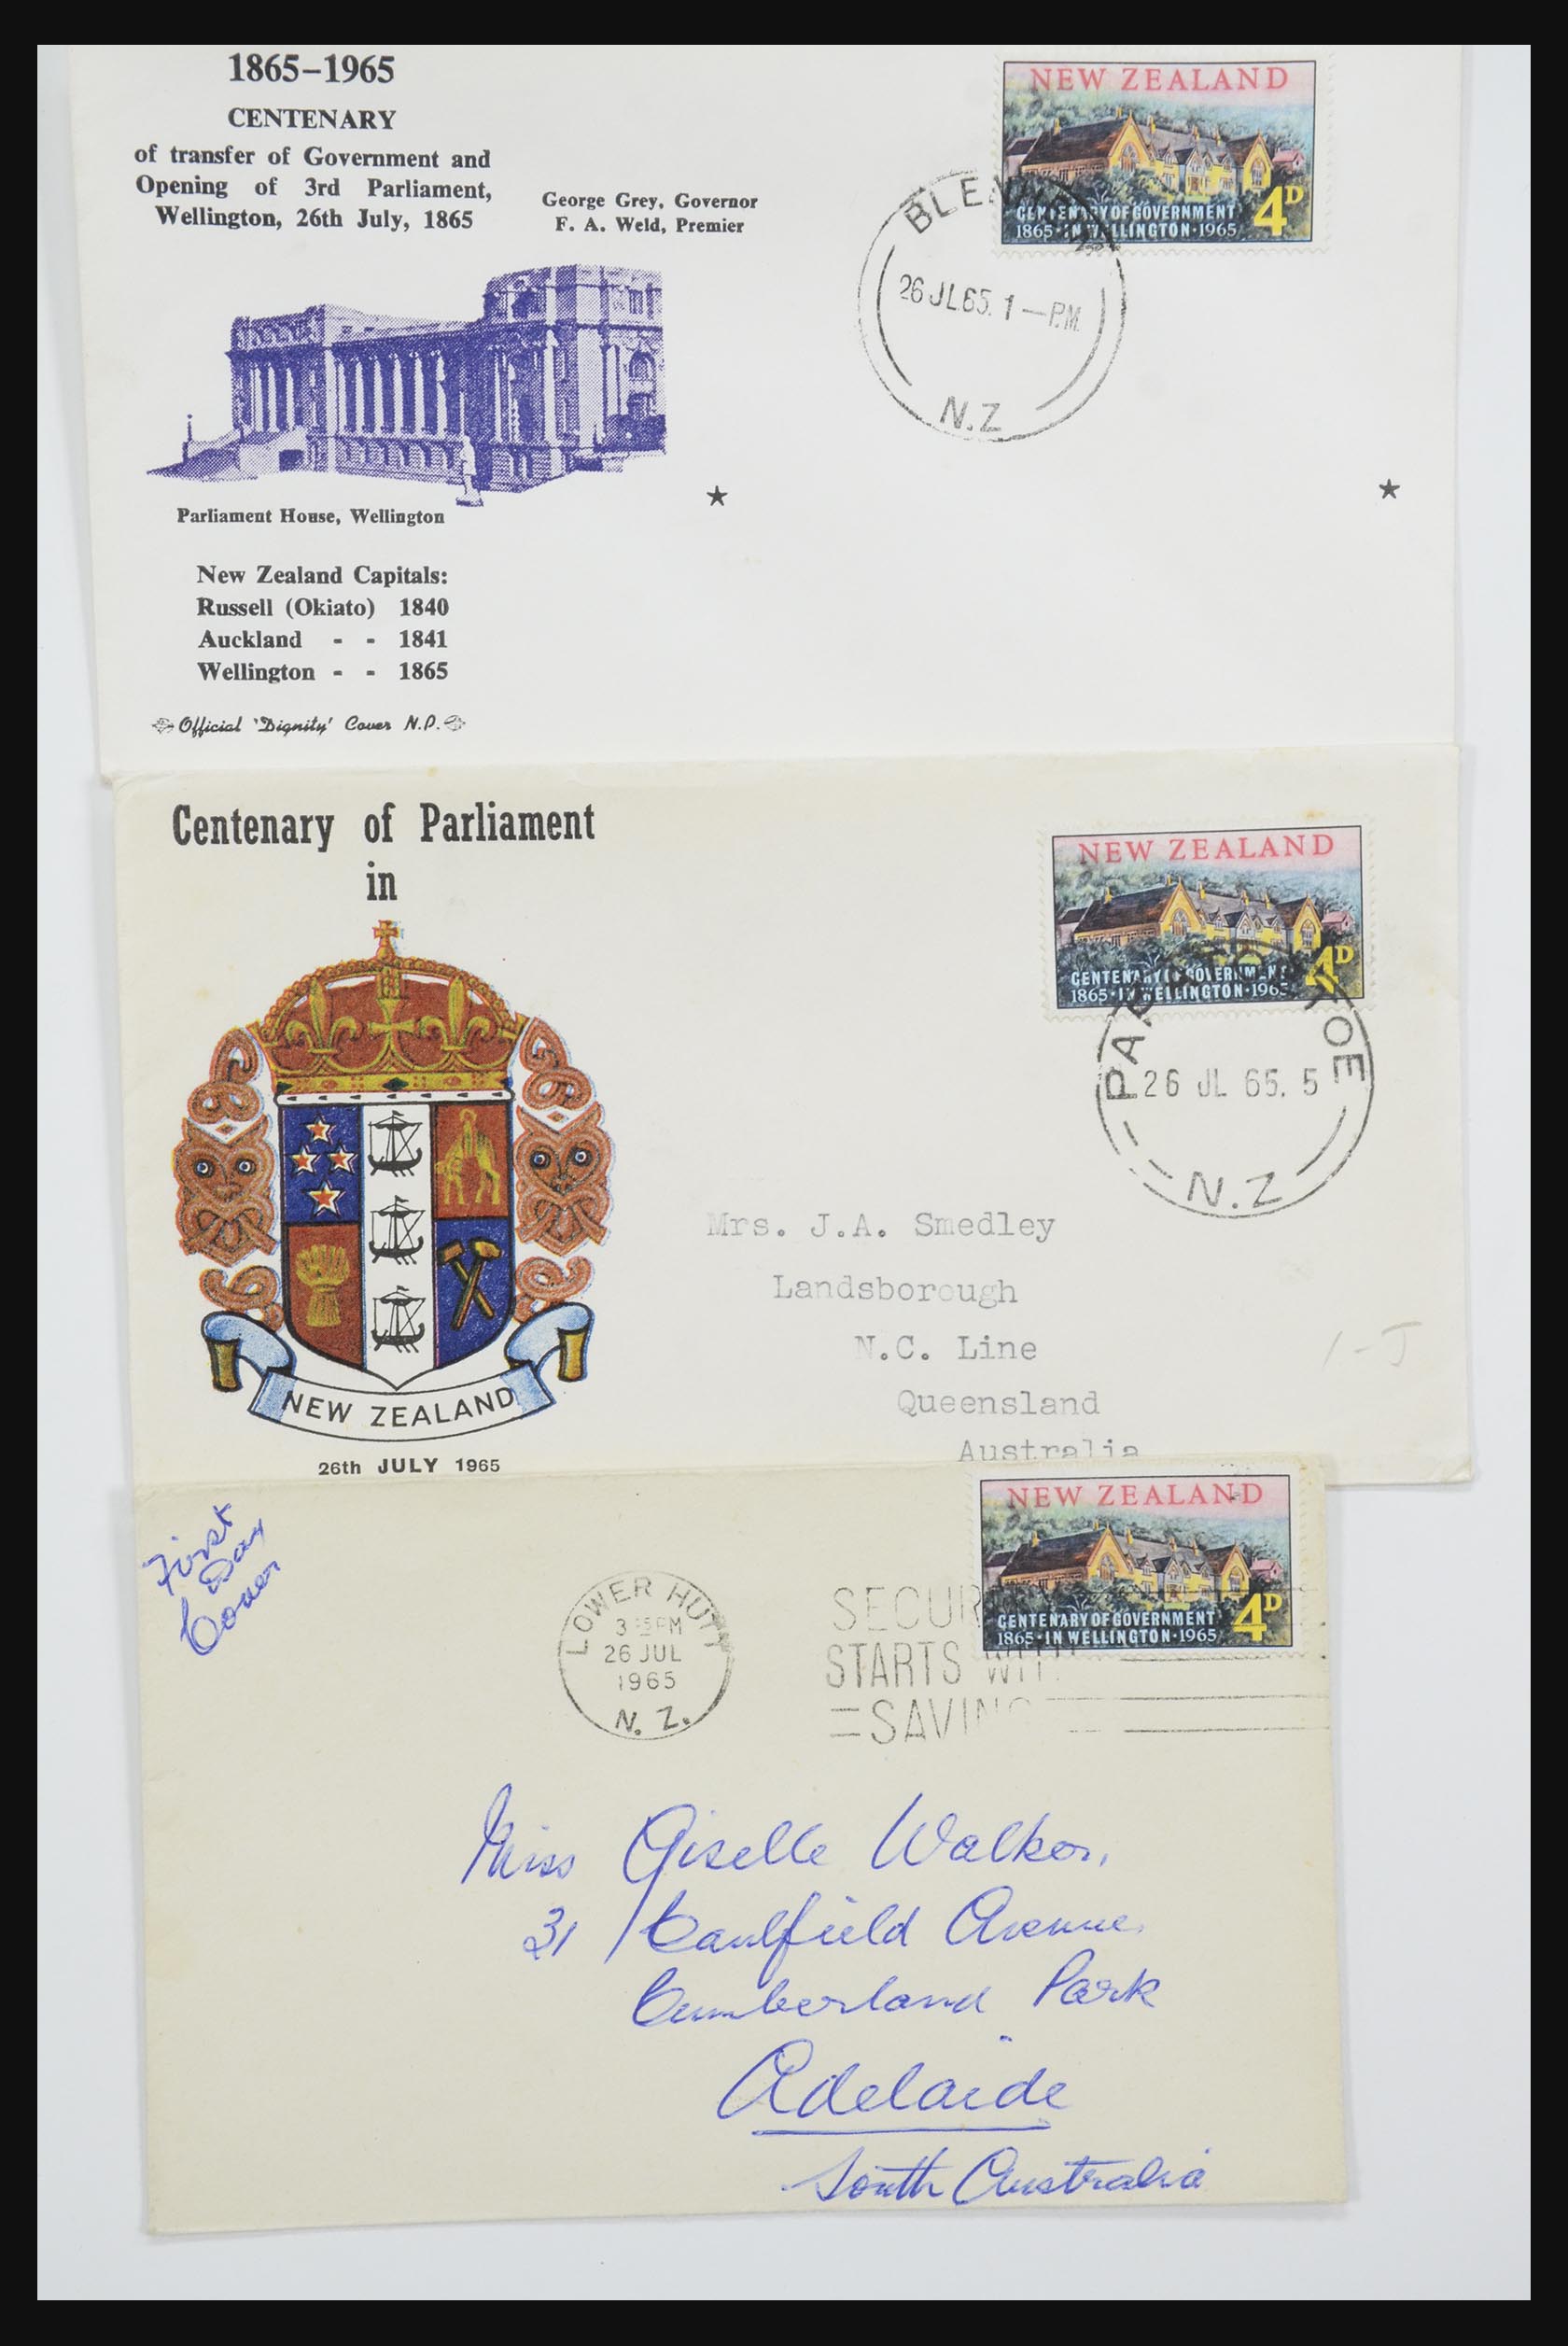 1865–1965
CENTENARY
of transfer of Government and
Opening of 3rd Parliament,
Wellington, 26th July, 1865
George Grey, Governor
F. A. Weld, Premier
Parliament House, Wellington
New Zealand Capitals:
Russell (Okiato) 1840
Auckland - - 1841
Wellington - - 1865
Official 'Dignity' Cover N.P.
NEW ZEALAND
4D
CENTENARY OF GOVERNMENT
1865·IN WELLINGTON·1965
26 JL 65. 1 — P.M.
N.Z
Centenary of Parliament
in
NEW ZEALAND
26th JULY 1965
NEW ZEALAND
4D
CENTENARY OF GOVERNMENT
1865·IN WELLINGTON·1965
26 JL 65. 5
N.Z
Mrs. J.A. Smedley
Landsborough
N.C. Line
Queensland
Australia
1-J
First
Day
Cover
LOWER HUTT
26 JUL
1965
N. Z.
STARTS
NEW ZEALAND
4D
CENTENARY OF GOVERNMENT
1865·IN WELLINGTON·1965
Miss Giselle Walker,
31 Caulfield Avenue
Cumberland Park
Adelaide
South Australia